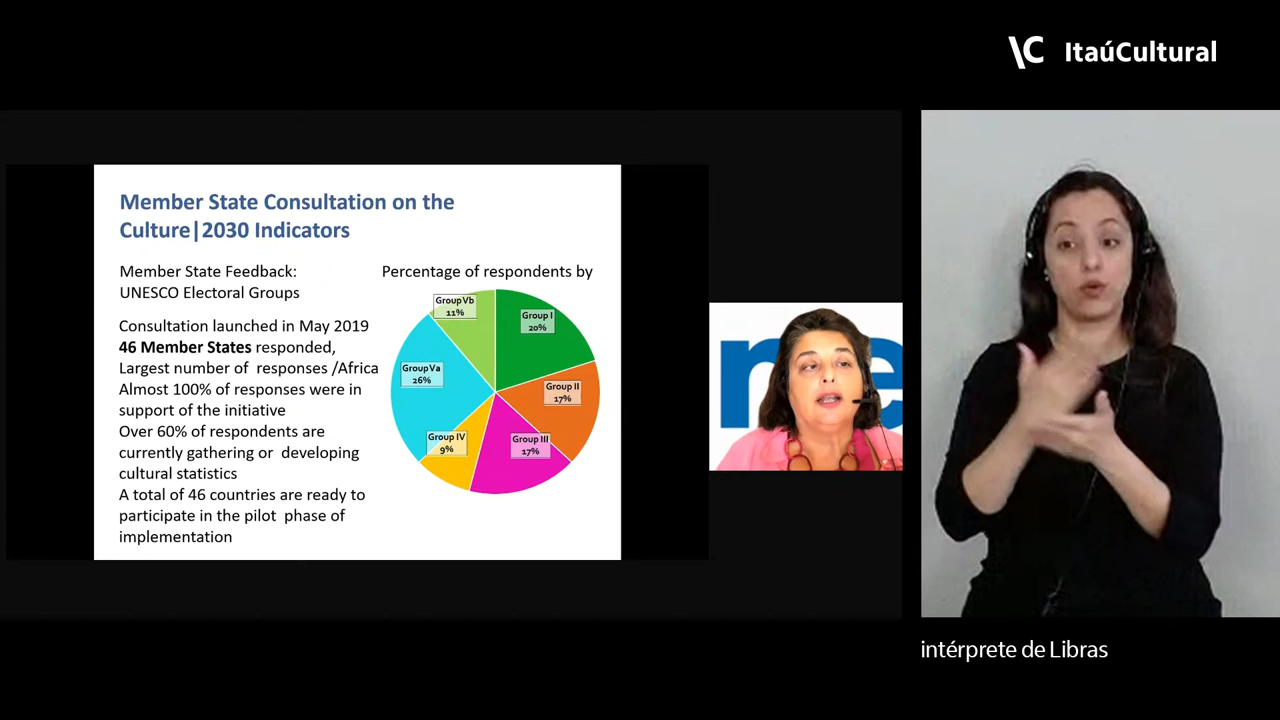 \C ItaúCultural
Member State Consultation on the
Culture|2030 Indicators
Member State Feedback:
UNESCO Electoral Groups
Consultation launched in May 2019
46 Member States responded,
Largest number of responses /Africa
Almost 100% of responses were in
support of the initiative
Over 60% of respondents are
currently gathering or developing
cultural statistics
A total of 46 countries are ready to
participate in the pilot phase of
implementation
Percentage of respondents by
Group Vb
11%
Group I
20%
Group Va
26%
Group II
17%
Group IV
9%
Group III
17%
intérprete de Libras